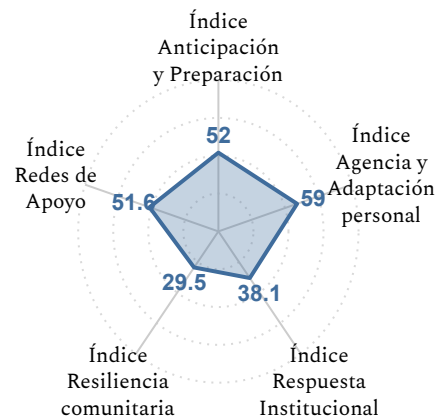 Índice
Anticipación
y Preparación
52
Índice
Agencia y
Adaptación
personal
59
Índice
Redes de
Apoyo
51.6
29.5
38.1
Índice
Resiliencia
comunitaria
Índice
Respuesta
Institucional